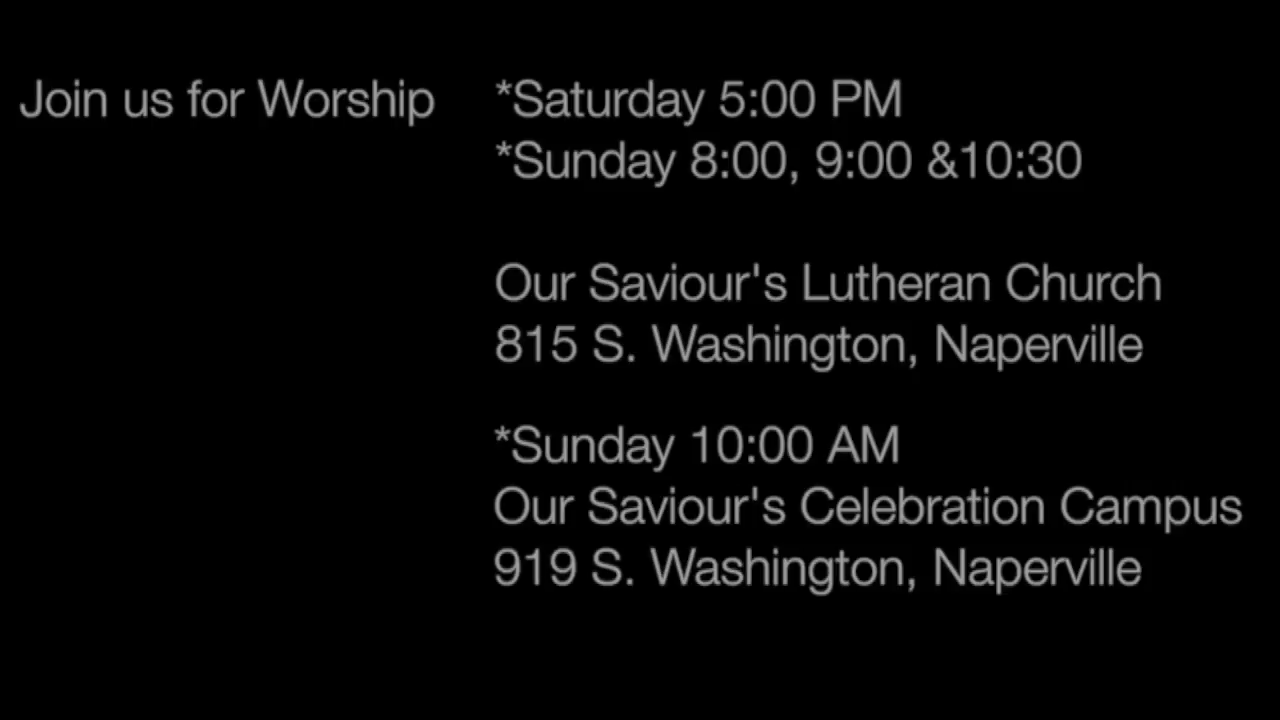 Join us for Worship *Saturday 5:00 PM
*Sunday 8:00, 9:00 &10:30
Our Saviour's Lutheran Church
815 S. Washington, Naperville
*Sunday 10:00 AM
Our Saviour's Celebration Campus
919 S. Washington, Naperville